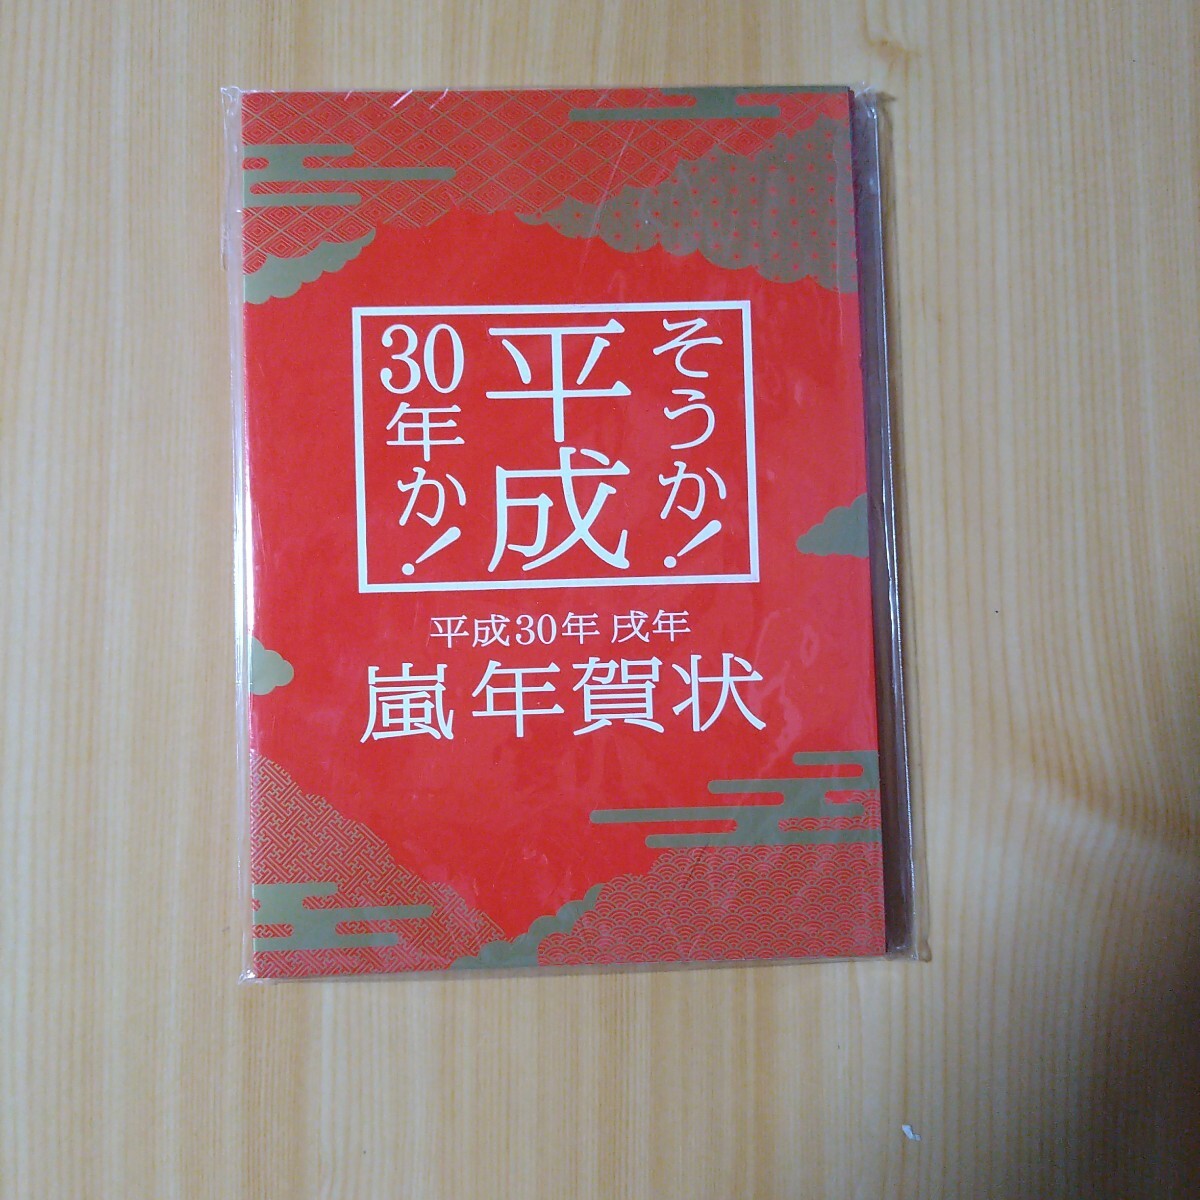 そうか!
平成
30年か!
平成30年 戌年
嵐年賀状